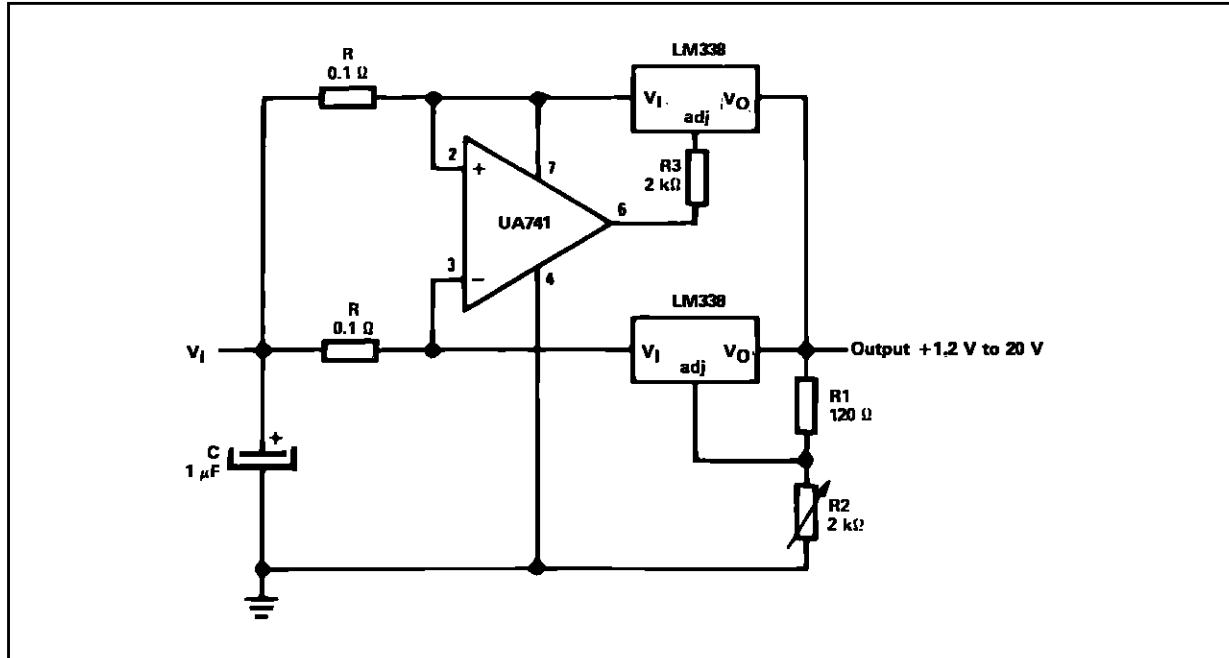 R
0.1 Ω
LM338
VI VO
adj
2
+
7
R3
2 kΩ
UA741
6
3
−
4
R
0.1 Ω
LM338
VI
VI VO
adj
Output +1.2 V to 20 V
R1
120 Ω
+
C
1 μF
R2
2 kΩ